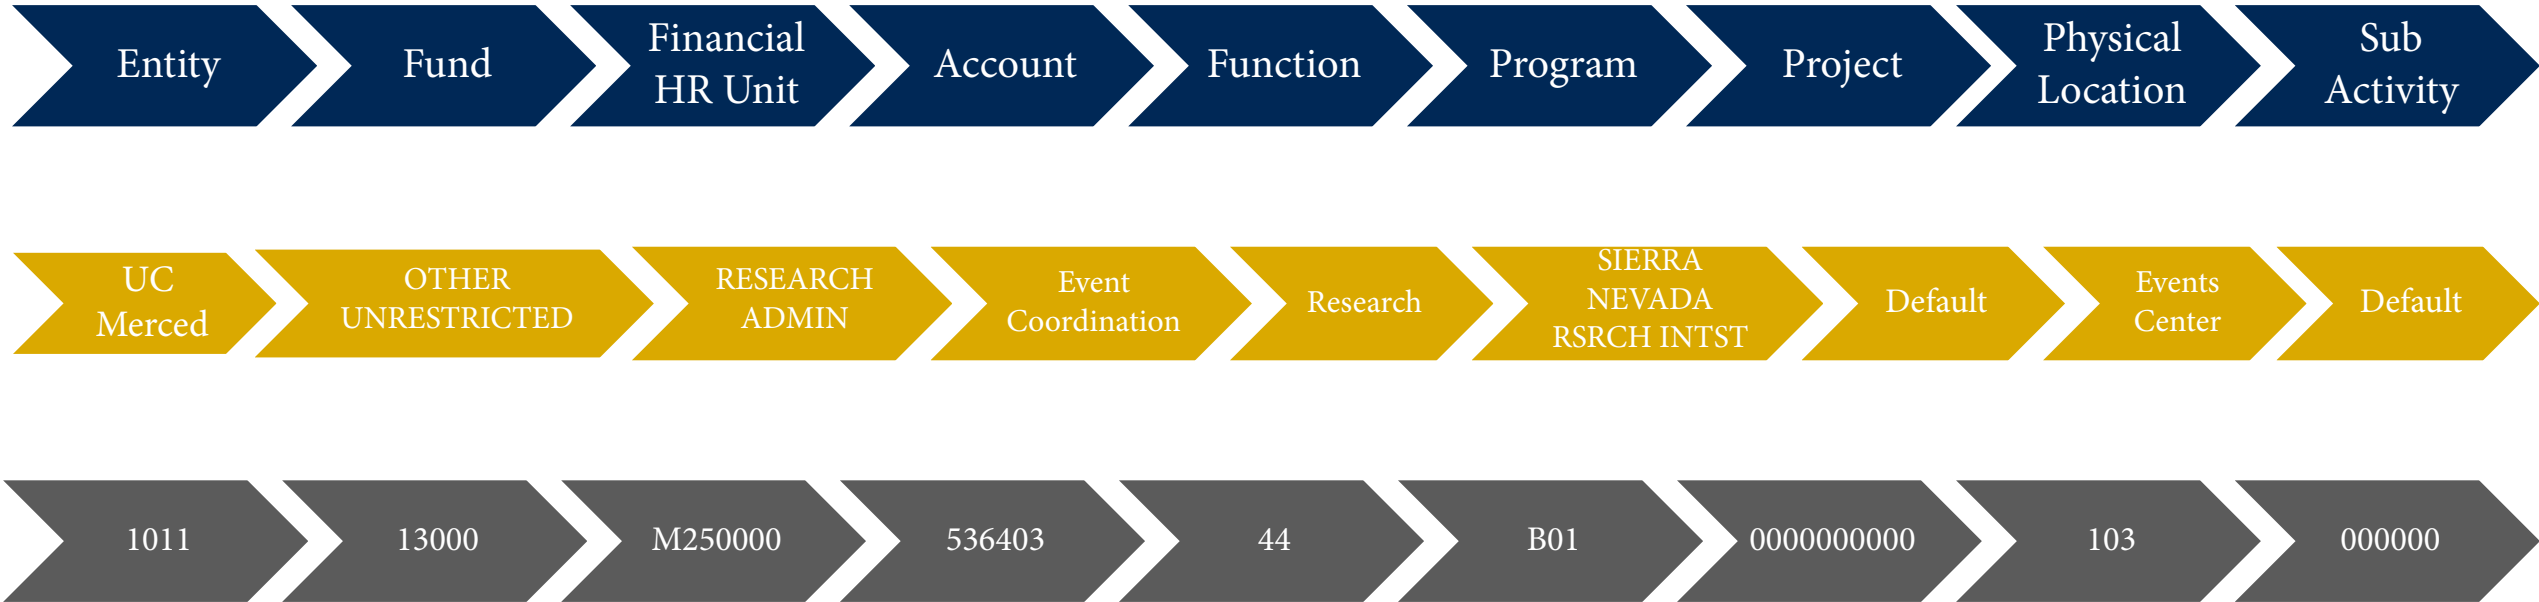 Entity
Fund
Financial
HR Unit
Account
Function
Program
Project
Physical
Location
Sub
Activity
UC
Merced
OTHER
UNRESTRICTED
RESEARCH
ADMIN
Event
Coordination
Research
SIERRA
NEVADA
RSRCH INTST
Default
Events
Center
Default
1011
13000
M250000
536403
44
B01
0000000000
103
000000